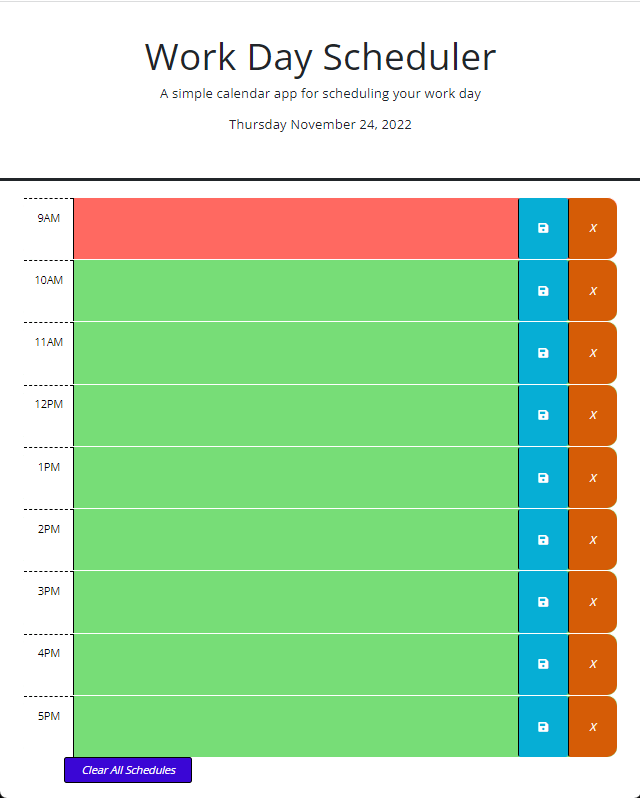 Work Day Scheduler
A simple calendar app for scheduling your work day
Thursday November 24, 2022
9AM x
10AM x
11AM x
12PM x
1PM x
2PM x
3PM x
4PM x
5PM x
Clear All Schedules